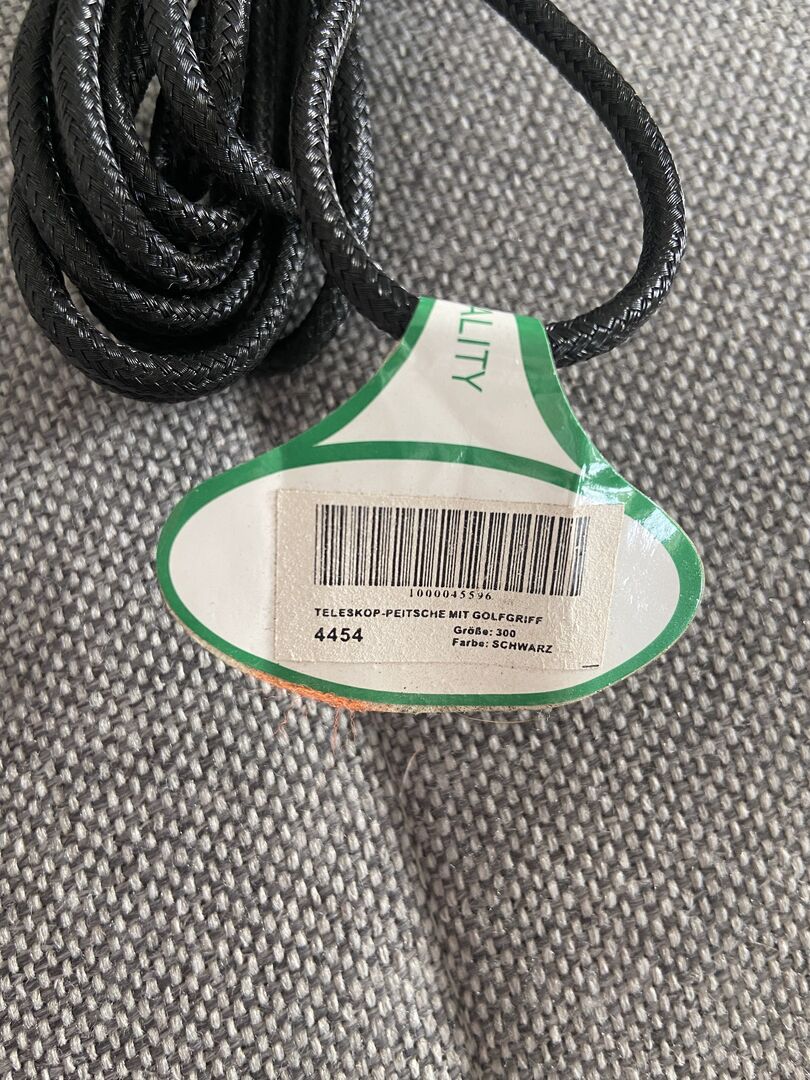 ALITY
1000045596
TELESKOP-PEITSCHE MIT GOLFGRIFF
4454
Größe: 300
Farbe: SCHWARZ